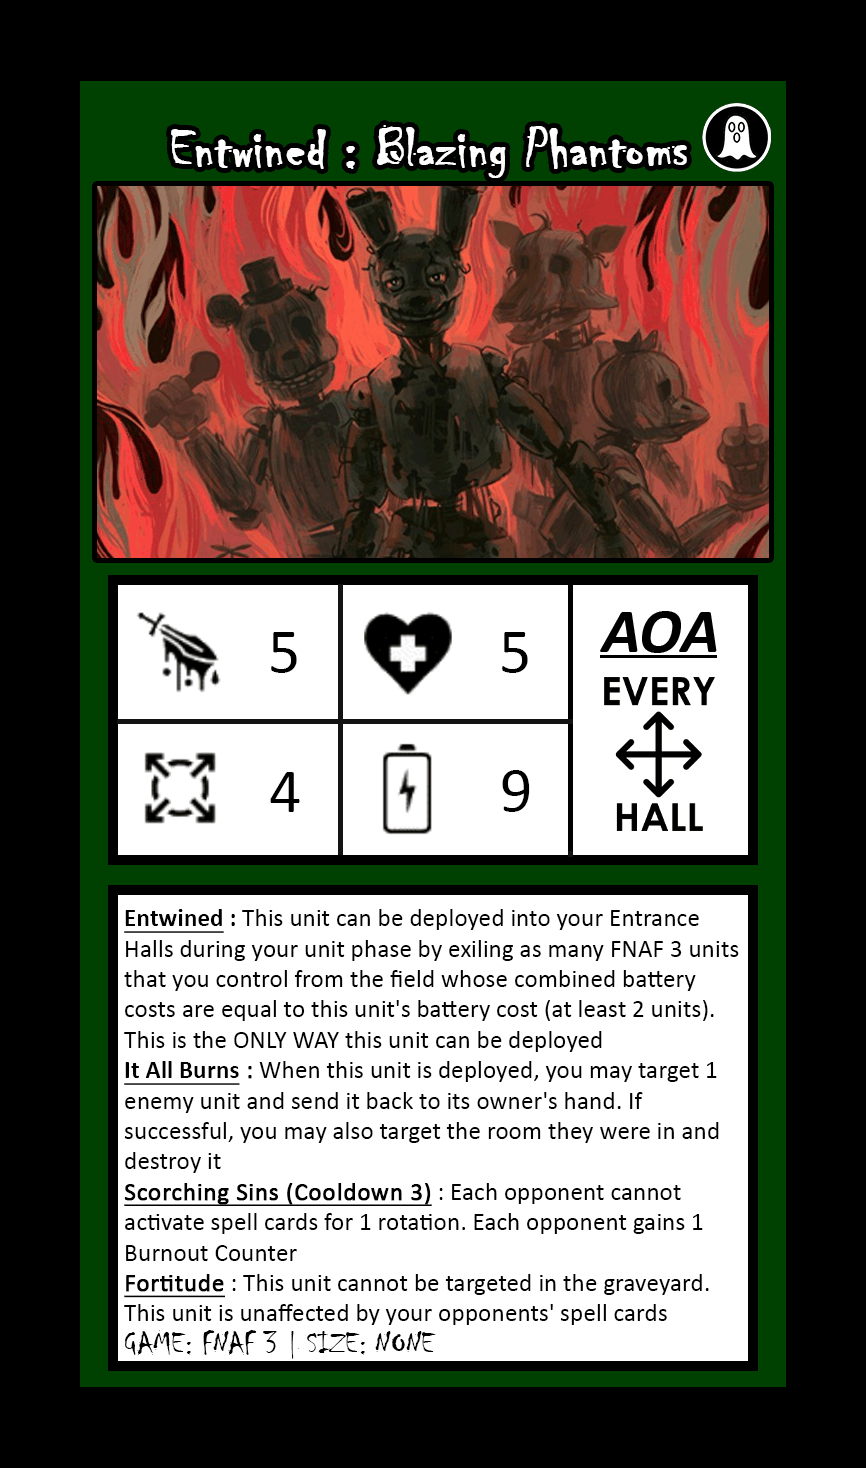 Entwined : Blazing Phantoms
5
5
AOA
EVERY
HALL
4
9
Entwined : This unit can be deployed into your Entrance
Halls during your unit phase by exiling as many FNAF 3 units
that you control from the field whose combined battery
costs are equal to this unit's battery cost (at least 2 units).
This is the ONLY WAY this unit can be deployed
It All Burns : When this unit is deployed, you may target 1
enemy unit and send it back to its owner's hand. If
successful, you may also target the room they were in and
destroy it
Scorching Sins (Cooldown 3) : Each opponent cannot
activate spell cards for 1 rotation. Each opponent gains 1
Burnout Counter
Fortitude : This unit cannot be targeted in the graveyard.
This unit is unaffected by your opponents' spell cards
GAME: FNAF 3 | SIZE: NONE